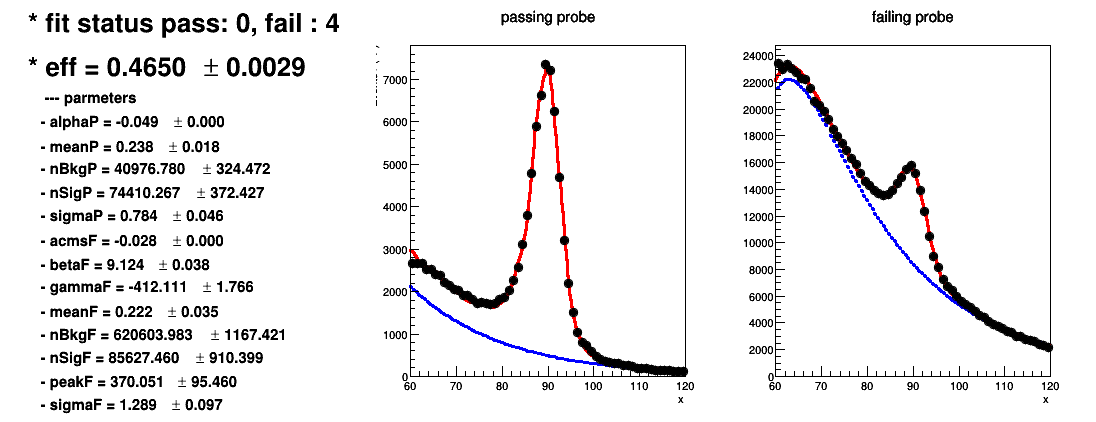 * fit status pass: 0, fail : 4
* eff = 0.4650 ± 0.0029
--- parmeters
- alphaP = -0.049 ± 0.000
- meanP = 0.238 ± 0.018
- nBkgP = 40976.780 ± 324.472
- nSigP = 74410.267 ± 372.427
- sigmaP = 0.784 ± 0.046
- acmsF = -0.028 ± 0.000
- betaF = 9.124 ± 0.038
- gammaF = -412.111 ± 1.766
- meanF = 0.222 ± 0.035
- nBkgF = 620603.983 ± 1167.421
- nSigF = 85627.460 ± 910.399
- peakF = 370.051 ± 95.460
- sigmaF = 1.289 ± 0.097
passing probe
7000
6000
5000
4000
3000
2000
1000
0
60 70 80 90 100 110 120
x
failing probe
24000
22000
20000
18000
16000
14000
12000
10000
8000
6000
4000
2000
0
60 70 80 90 100 110 120
x